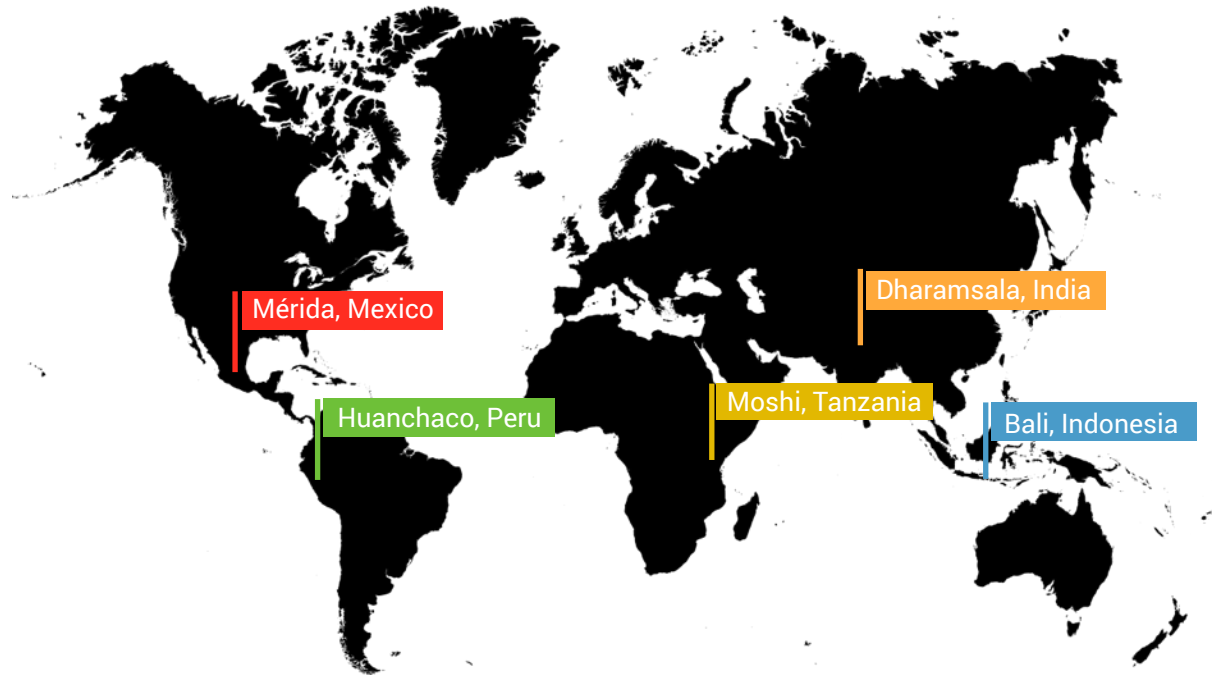 Dharamsala, India
Mérida, Mexico
Moshi, Tanzania
Huanchaco, Peru
Bali, Indonesia